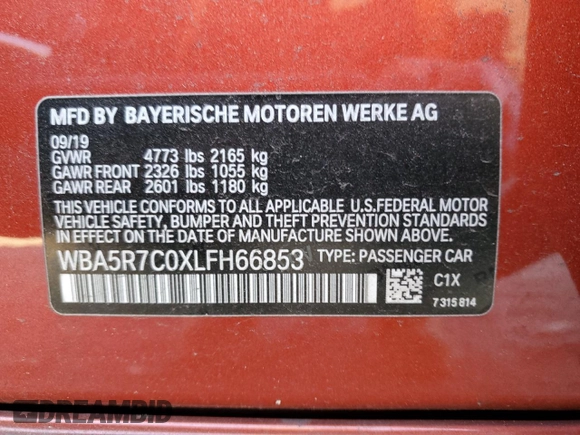 MFD BY BAYERISCHE MOTOREN WERKE AG
09/19
GVWR 4773 lbs 2165 kg
GAWR FRONT 2326 lbs 1055 kg
GAWR REAR 2601 lbs 1180 kg
THIS VEHICLE CONFORMS TO ALL APPLICABLE U.S.FEDERAL MOTOR
VEHICLE SAFETY, BUMPER AND THEFT PREVENTION STANDARDS
IN EFFECT ON THE DATE OF MANUFACTURE SHOWN ABOVE.
WBA5R7C0XLFH66853 TYPE: PASSENGER CAR
C1X
7 315 814
DREAMBID